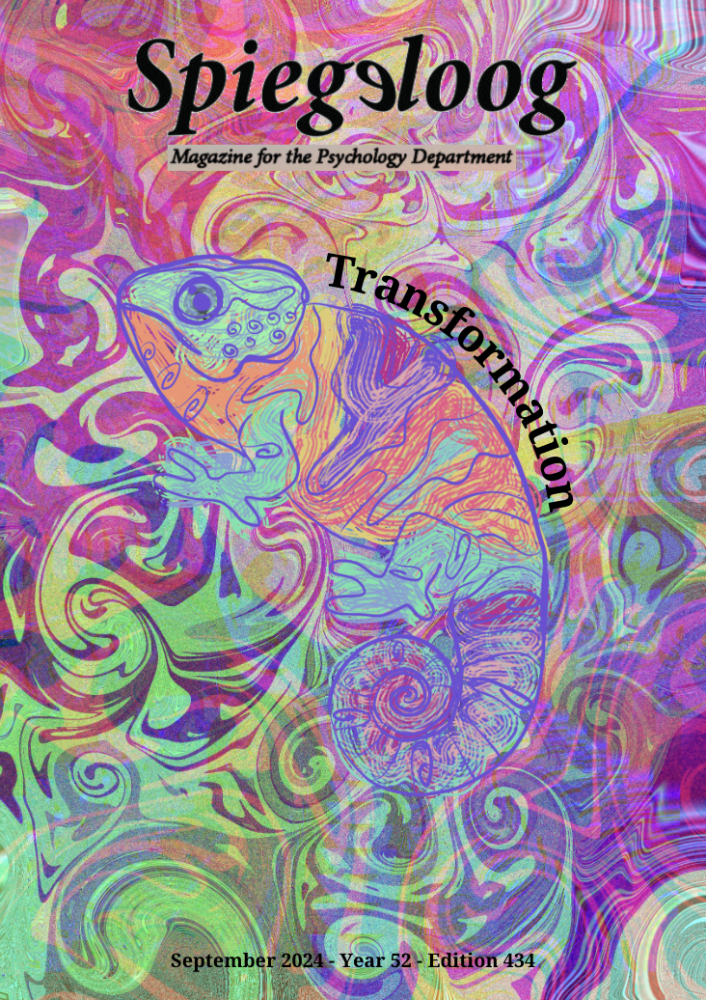 Spiegeloog
Magazine for the Psychology Department
Transformation
September 2024 - Year 52 - Edition 434